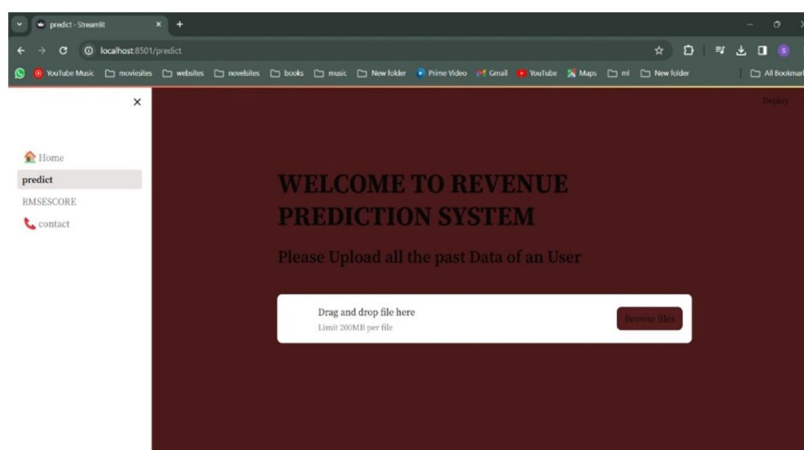 predict · Streamlit
localhost:8501/predict
YouTube Music moviesites websites novelsites books music New folder Prime Video Gmail YouTube Maps ml New folder All Bookmar
Deploy
Home
predict
RMSESCORE
contact
WELCOME TO REVENUE
PREDICTION SYSTEM
Please Upload all the past Data of an User
Drag and drop file here
Limit 200MB per file
Browse files